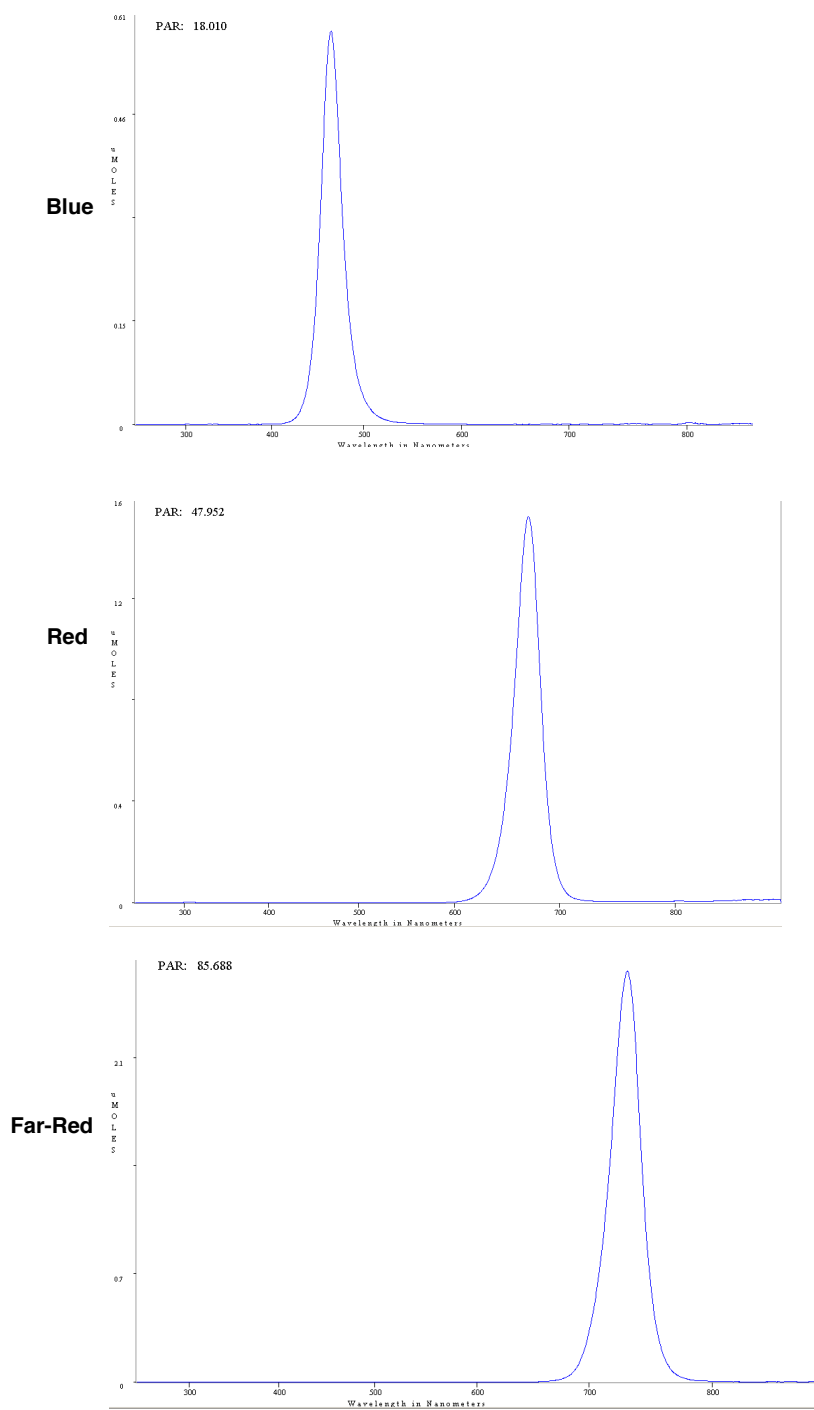 0.61
PAR: 18.010
0.46
u
M
O
L
E
S
Blue
0.15
0
300 400 500 600 700 800
Wavelength in Nanometers
1.6
PAR: 47.952
1.2
u
M
O
L
E
S
Red
0.4
0
300 400 500 600 700 800
Wavelength in Nanometers
PAR: 85.688
2.1
u
M
O
L
E
S
Far-Red
0.7
0
300 400 500 600 700 800
Wavelength in Nanometers